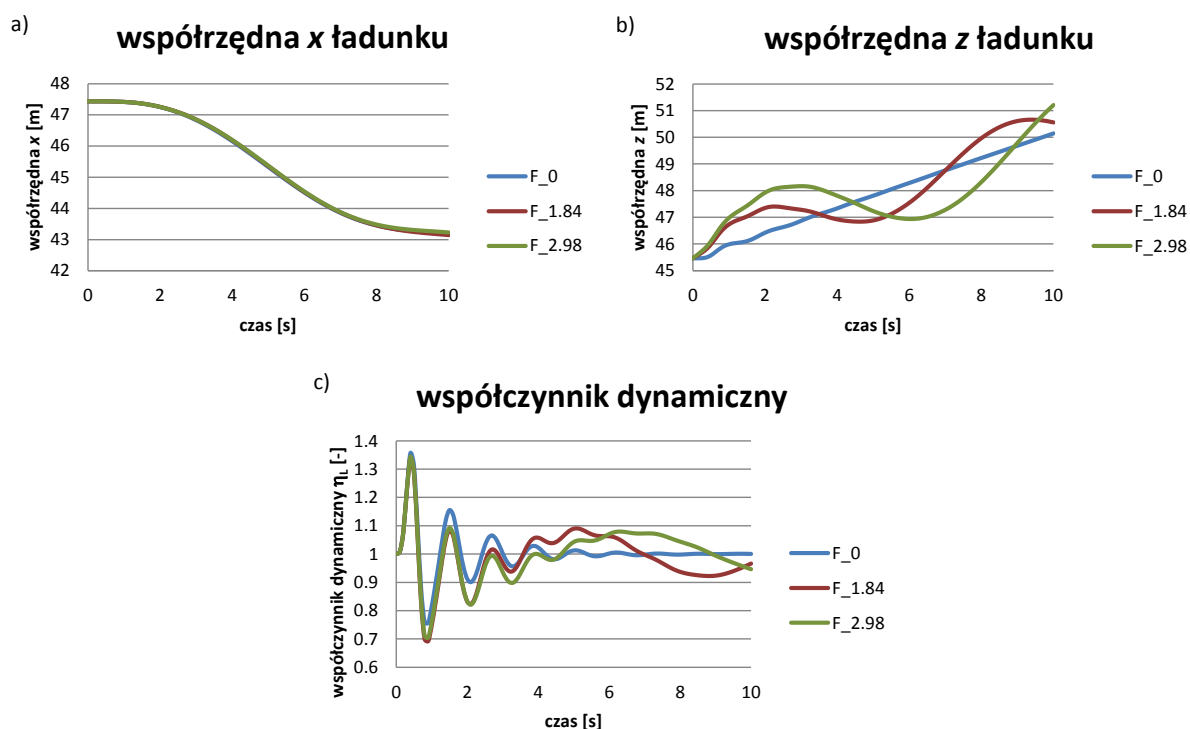 a)
współrzędna x ładunku
współrzędna x [m]
48
47
46
45
44
43
42
0 2 4 6 8 10
czas [s]
F_0
F_1.84
F_2.98
b)
współrzędna z ładunku
współrzędna z [m]
52
51
50
49
48
47
46
45
0 2 4 6 8 10
czas [s]
F_0
F_1.84
F_2.98
c)
współczynnik dynamiczny
współczynnik dynamiczny ηL [-]
1.4
1.3
1.2
1.1
1
0.9
0.8
0.7
0.6
0 2 4 6 8 10
czas [s]
F_0
F_1.84
F_2.98